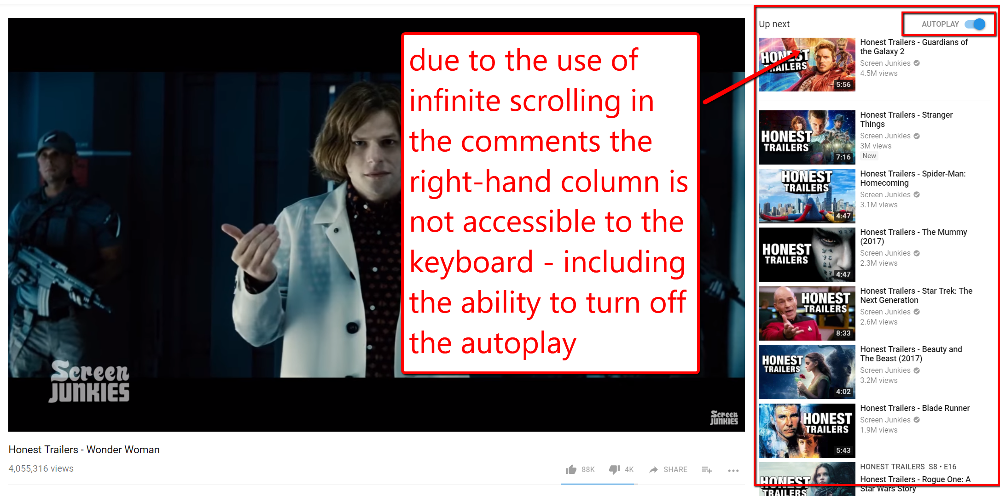 due to the use of
infinite scrolling in
the comments the
right-hand column is
not accessible to the
keyboard - including
the ability to turn off
the autoplay
Screen
JUNKIES
Screen
JUNKIES
Honest Trailers - Wonder Woman
4,055,316 views
88K
4K
SHARE
Up next
AUTOPLAY
HONEST
TRAILERS
5:56
Honest Trailers - Guardians of
the Galaxy 2
Screen Junkies
4.5M views
HONEST
TRAILERS
7:16
Honest Trailers - Stranger
Things
Screen Junkies
3M views
New
HONEST
TRAILERS
4:47
Honest Trailers - Spider-Man:
Homecoming
Screen Junkies
3.1M views
HONEST
TRAILERS
4:47
Honest Trailers - The Mummy
(2017)
Screen Junkies
2.3M views
HONEST
TRAILERS
8:33
Honest Trailers - Star Trek: The
Next Generation
Screen Junkies
2.6M views
HONEST
TRAILERS
4:02
Honest Trailers - Beauty and
The Beast (2017)
Screen Junkies
3.2M views
HONEST
TRAILERS
5:43
Honest Trailers - Blade Runner
Screen Junkies
1.9M views
HONEST
TRAILERS
HONEST TRAILERS S8 • E16
Honest Trailers - Rogue One: A
Star Wars Story